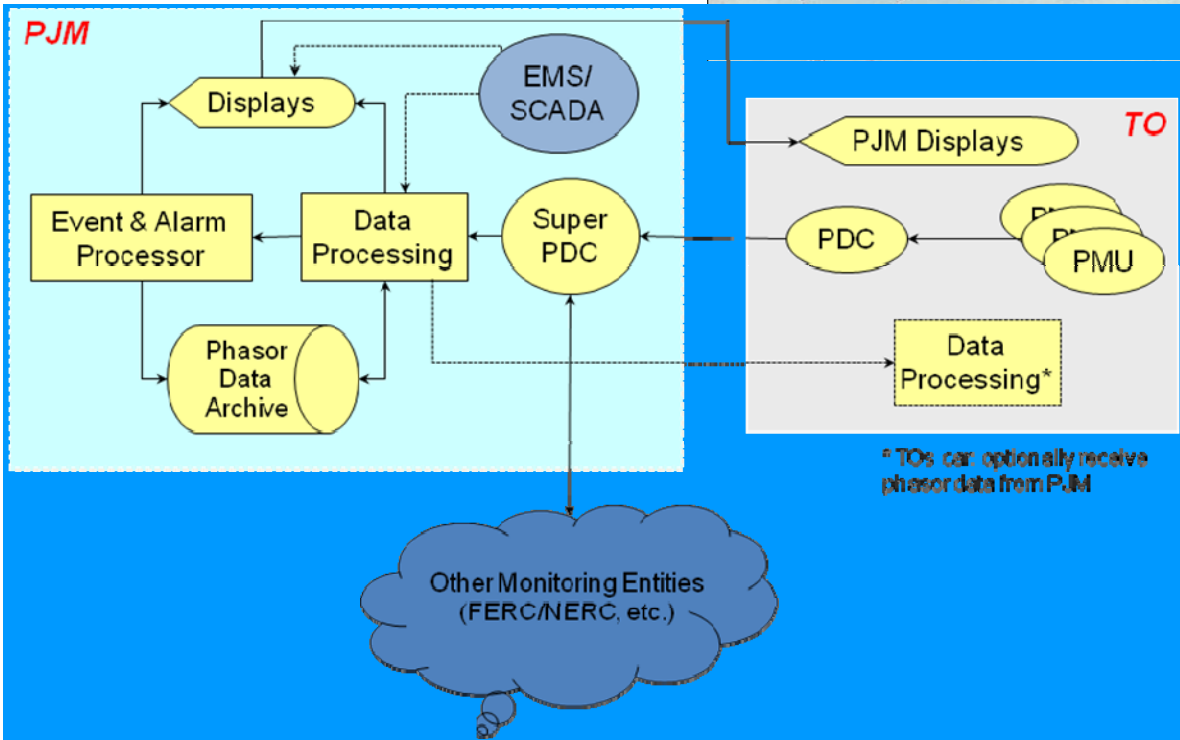 PJM
Displays
EMS/
SCADA
Event & Alarm
Processor
Data
Processing
Super
PDC
Phasor
Data
Archive
TO
PJM Displays
PDC
PMU
Data
Processing*
* TOs can optionally receive
phasor data from PJM
Other Monitoring Entities
(FERC/NERC, etc.)